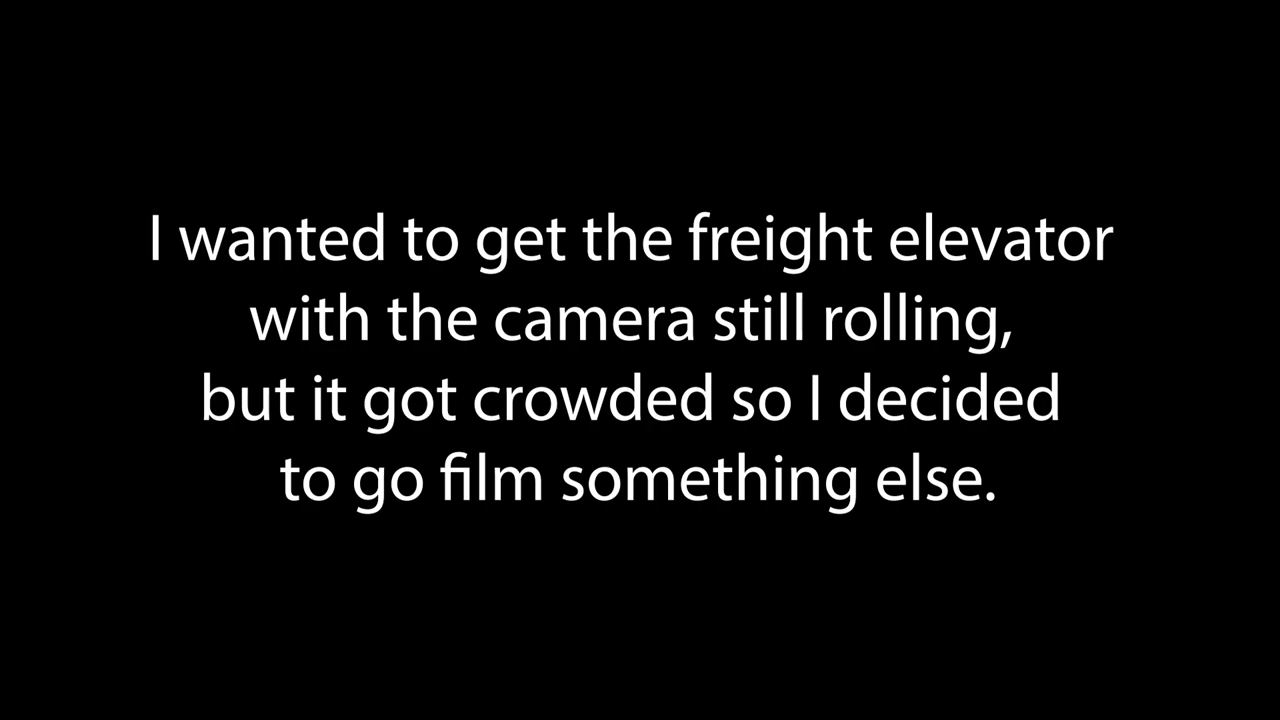 I wanted to get the freight elevator
with the camera still rolling,
but it got crowded so I decided
to go film something else.